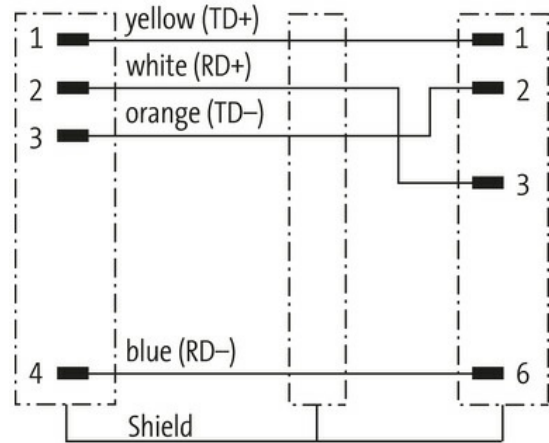 1 yellow (TD+) 1
2 white (RD+) 2
3 orange (TD–)
3
4 blue (RD–) 6
Shield